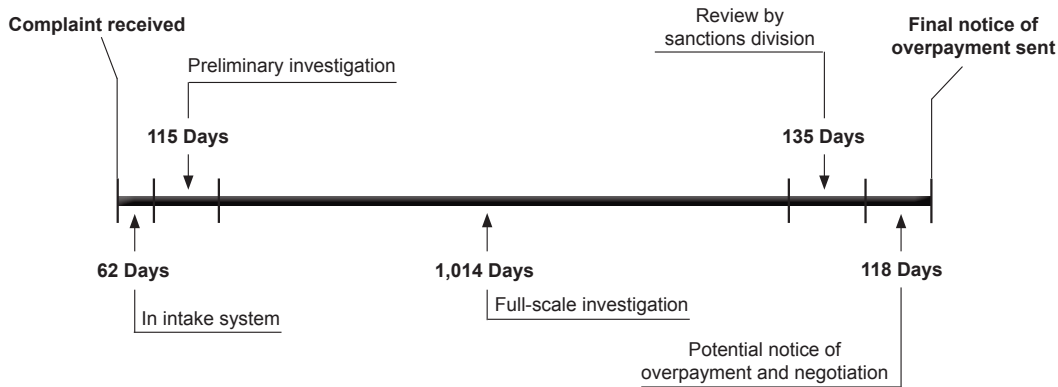 Complaint received
Preliminary investigation
Review by
sanctions division
Final notice of
overpayment sent
115 Days
135 Days
62 Days
1,014 Days
118 Days
In intake system
Full-scale investigation
Potential notice of
overpayment and negotiation